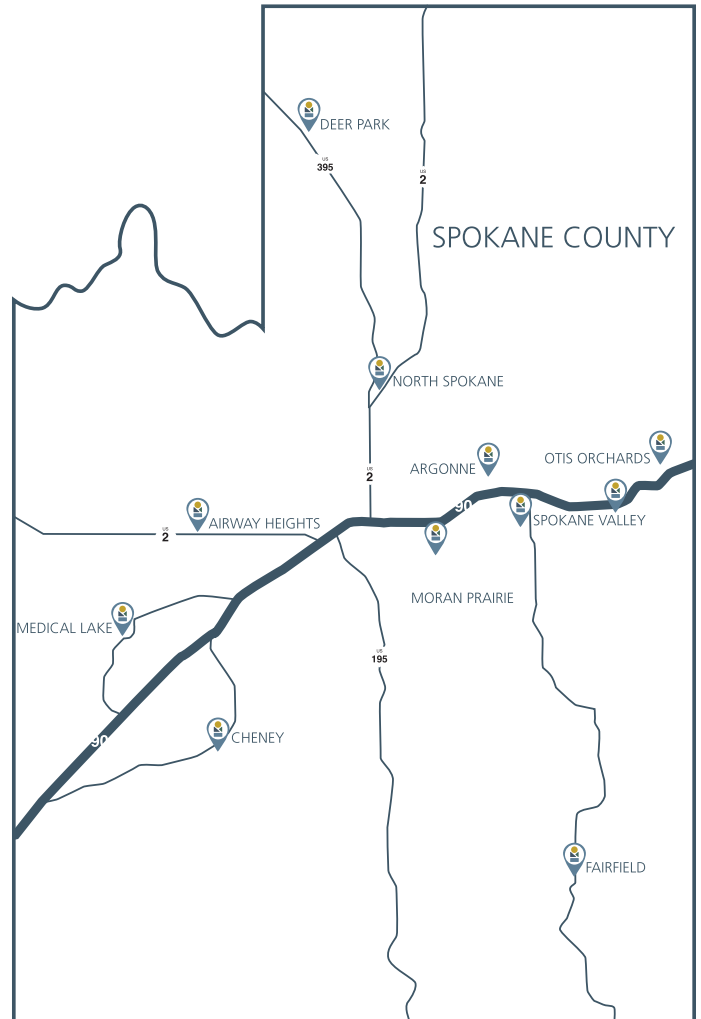 DEER PARK
US
395
US
2
SPOKANE COUNTY
NORTH SPOKANE
OTIS ORCHARDS
ARGONNE
US
2
90
SPOKANE VALLEY
AIRWAY HEIGHTS
US
2
MORAN PRAIRIE
MEDICAL LAKE
US
195
CHENEY
90
FAIRFIELD